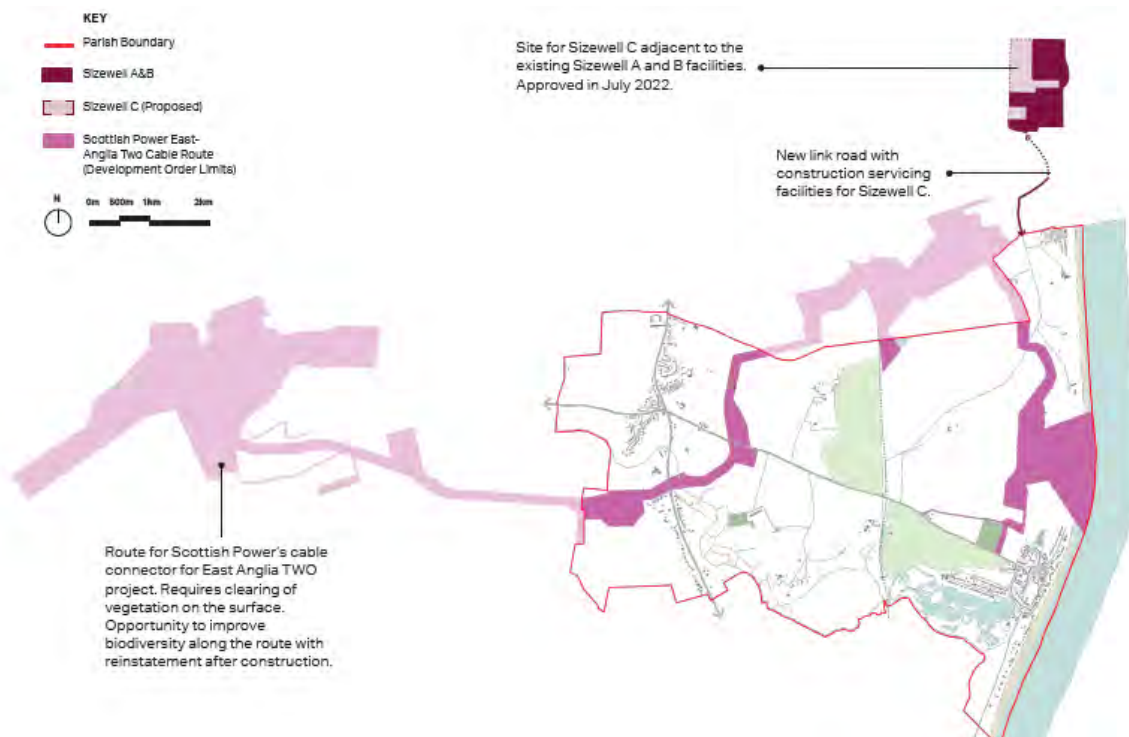 KEY
Parish Boundary
Sizewell A&B
Sizewell C (Proposed)
Scottish Power East-
Anglia Two Cable Route
(Development Order Limits)
N
0m 500m 1km 2km
Site for Sizewell C adjacent to the
existing Sizewell A and B facilities.
Approved in July 2022.
New link road with
construction servicing
facilities for Sizewell C.
Route for Scottish Power's cable
connector for East Anglia TWO
project. Requires clearing of
vegetation on the surface.
Opportunity to improve
biodiversity along the route with
reinstatement after construction.